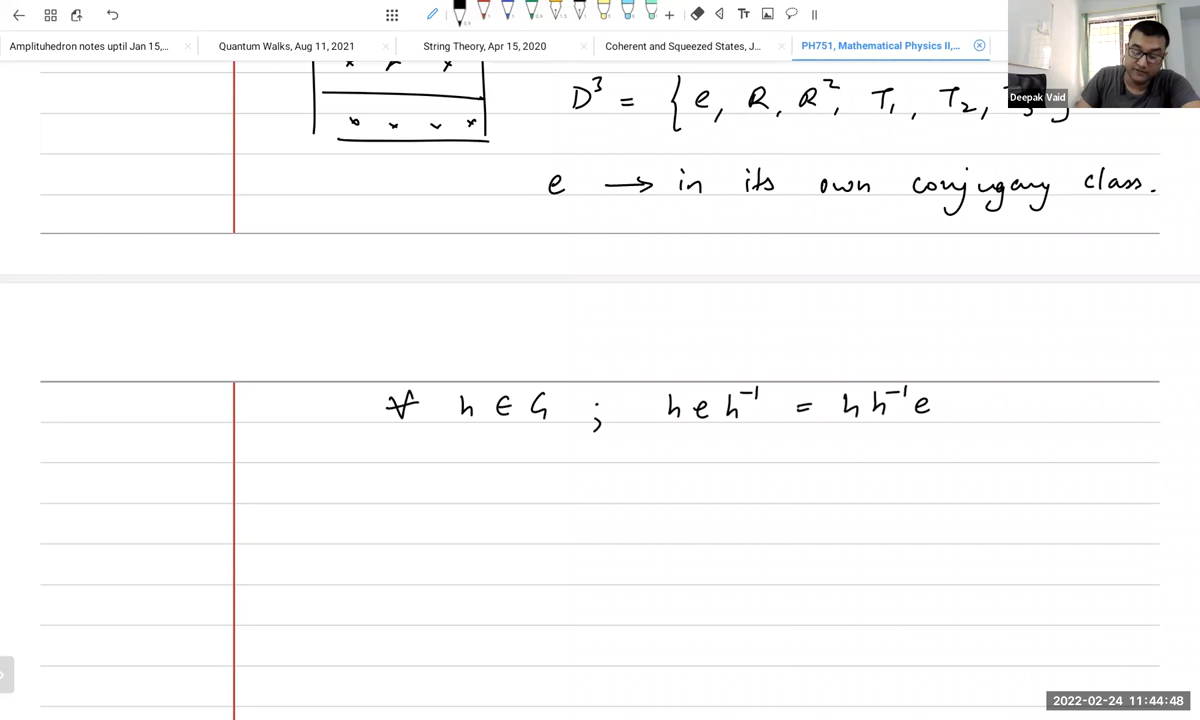 Amplituhedron notes uptil Jan 15,...
Quantum Walks, Aug 11, 2021
String Theory, Apr 15, 2020
Coherent and Squeezed States, J...
PH751, Mathematical Physics II,...
Tт
Deepak Vaid
D³ = { e, R, R², T₁, T₂,
e → in its own conjugacy class.
∀ h ∈ G ; h e h⁻¹ = h h⁻¹ e
2022-02-24 11:44:48